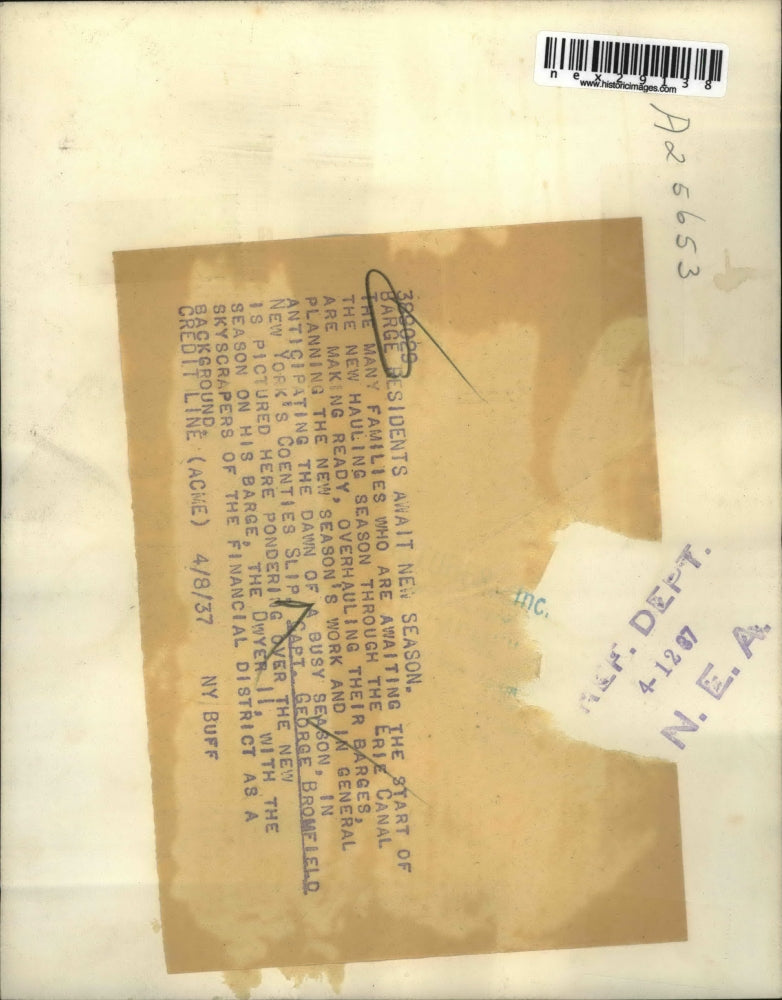 nex29138
www.historicimages.com
A25653
BARGE RESIDENTS AWAIT NEW SEASON.
THE MANY FAMILIES WHO ARE AWAITING THE START OF
THE NEW HAULING SEASON THROUGH THE ERIE CANAL
ARE MAKING READY, OVERHAULING THEIR BARGES,
PLANNING THE NEW SEASON'S WORK AND IN GENERAL
ANTICIPATING THE DAWN OF A BUSY SEASON, IN
NEW YORK'S COENTIES SLIP. CAPT. GEORGE BROMFIELD
IS PICTURED HERE PONDERING OVER THE NEW
SEASON ON HIS BARGE, THE DWYER II, WITH THE
SKYSCRAPERS OF THE FINANCIAL DISTRICT AS A
BACKGROUND.
CREDIT LINE (ACME) 4/8/37 NY BUFF
Inc.
REF. DEPT.
4-12
N. E. A.